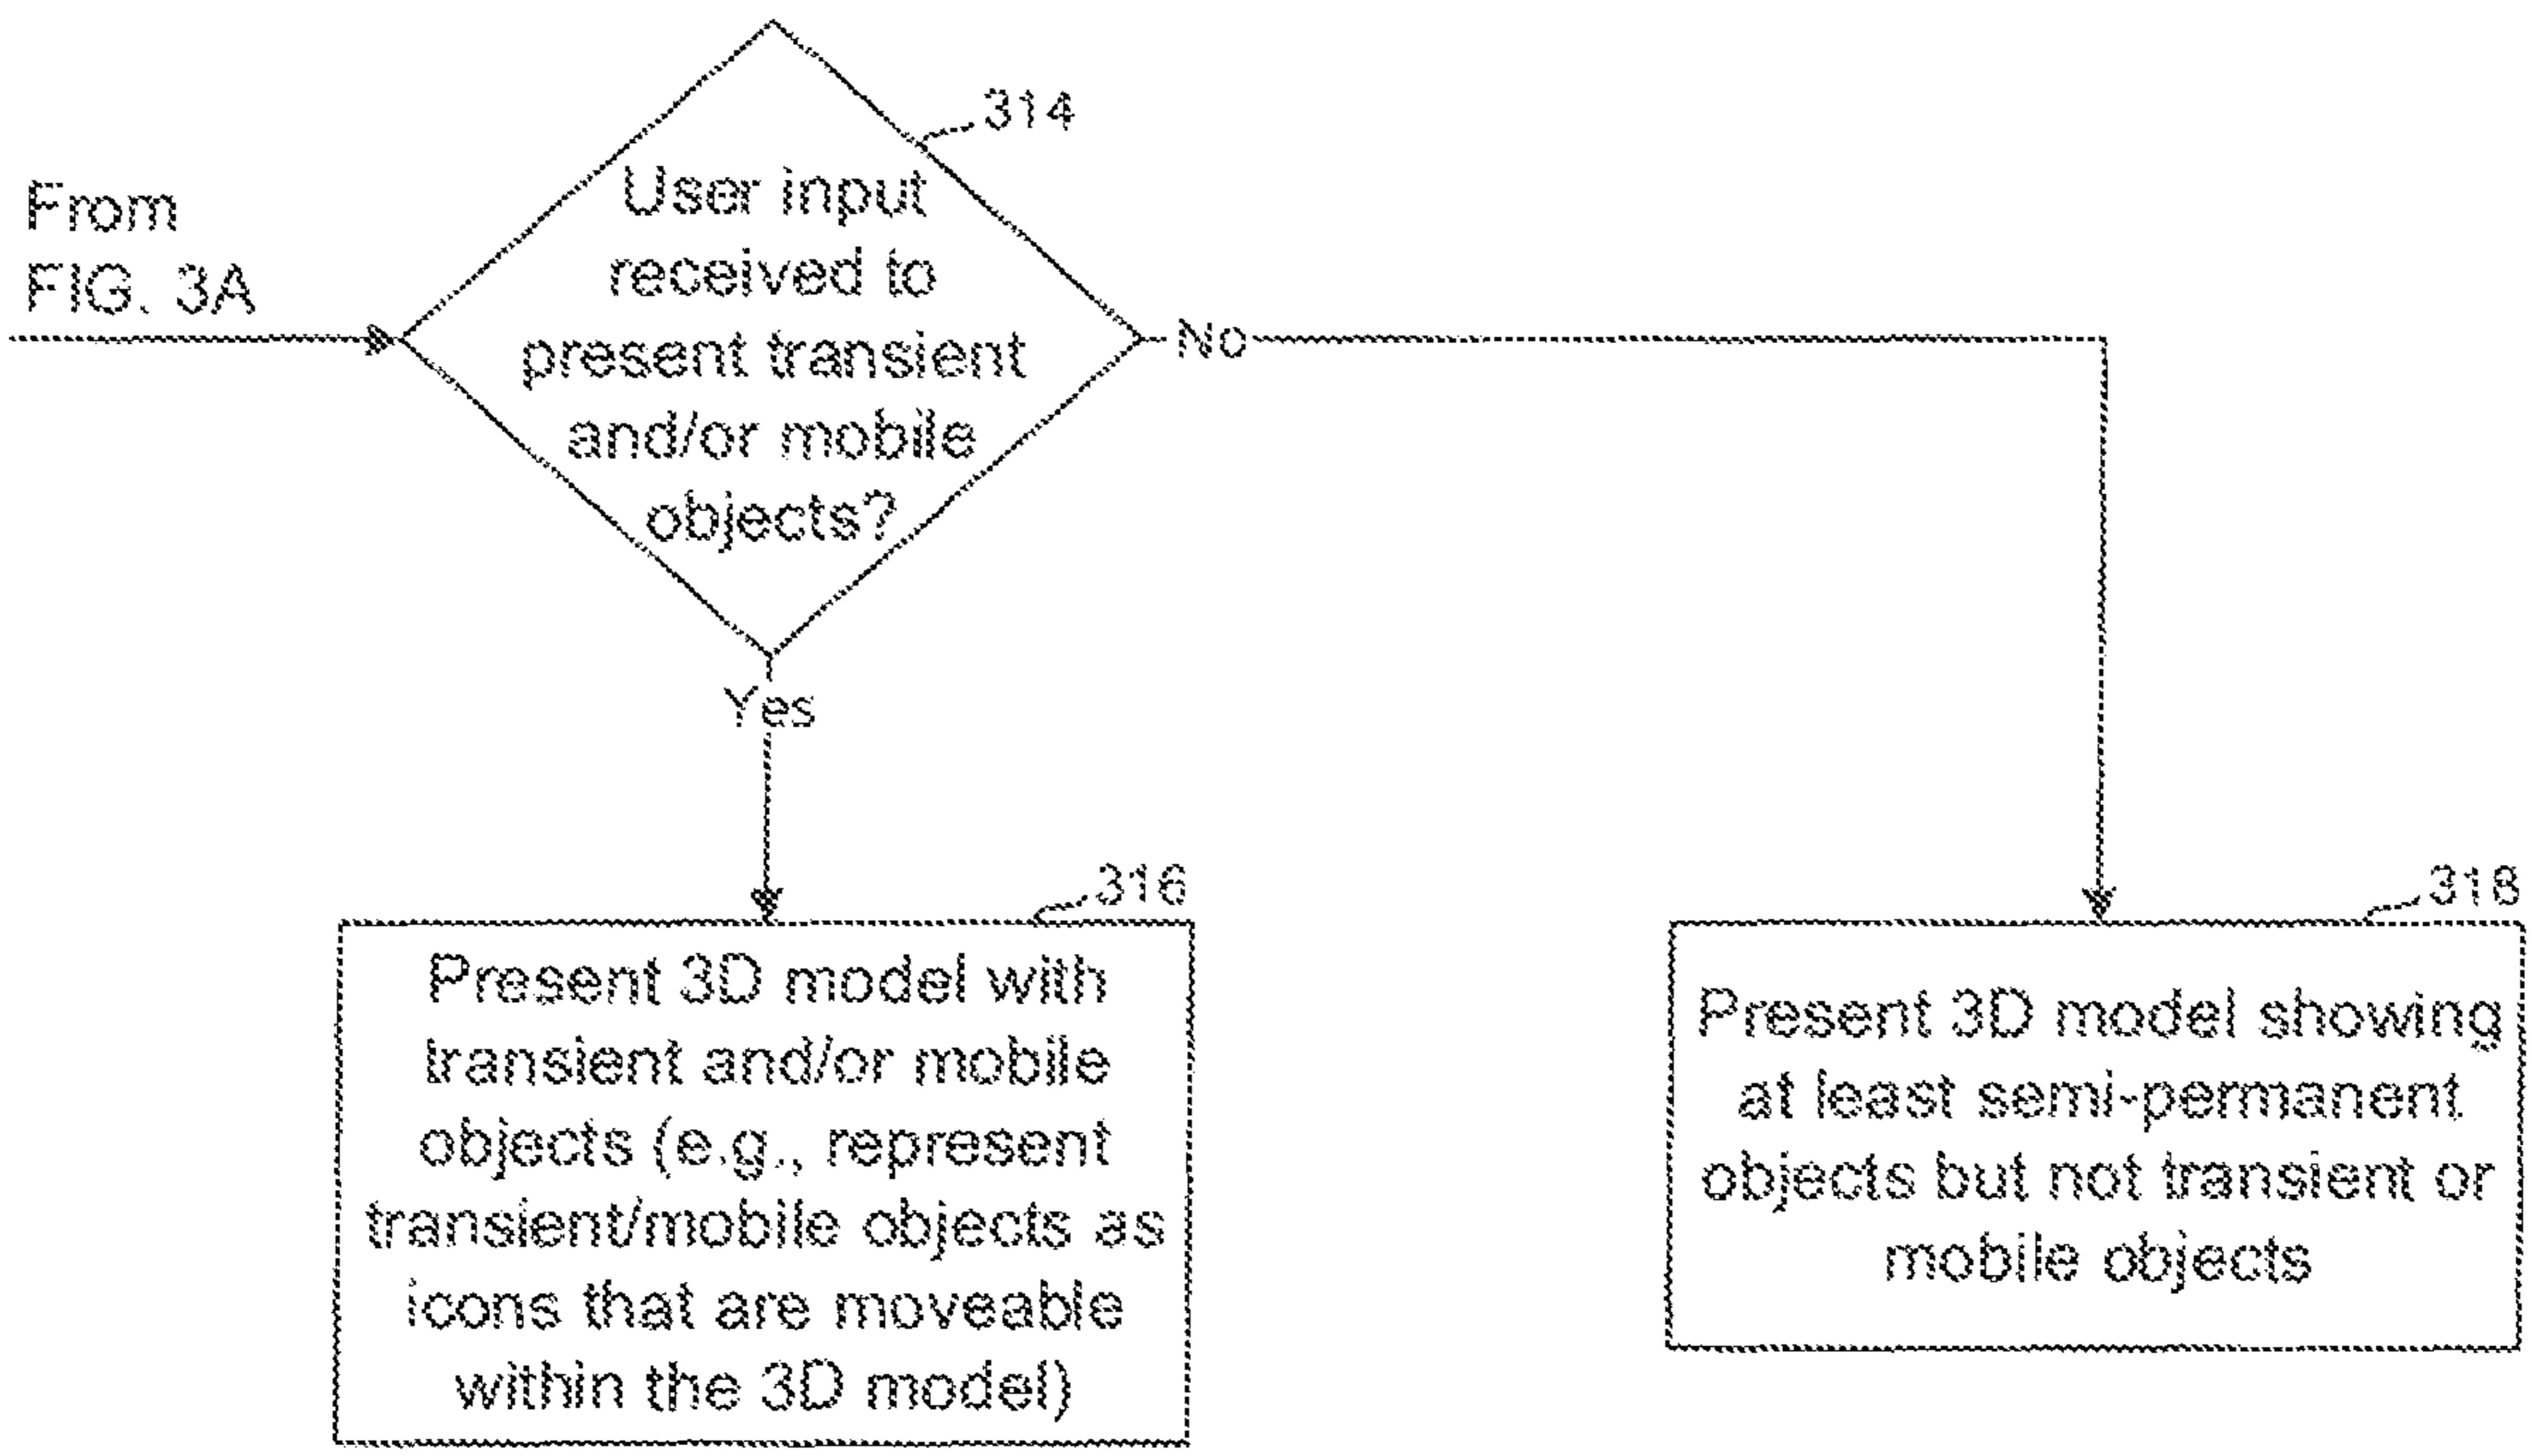 From
FIG. 3A
314
User input
received to
present transient
and/or mobile
objects?
No
Yes
316
Present 3D model with
transient and/or mobile
objects (e.g., represent
transient/mobile objects as
icons that are moveable
within the 3D model)
318
Present 3D model showing
at least semi-permanent
objects but not transient or
mobile objects